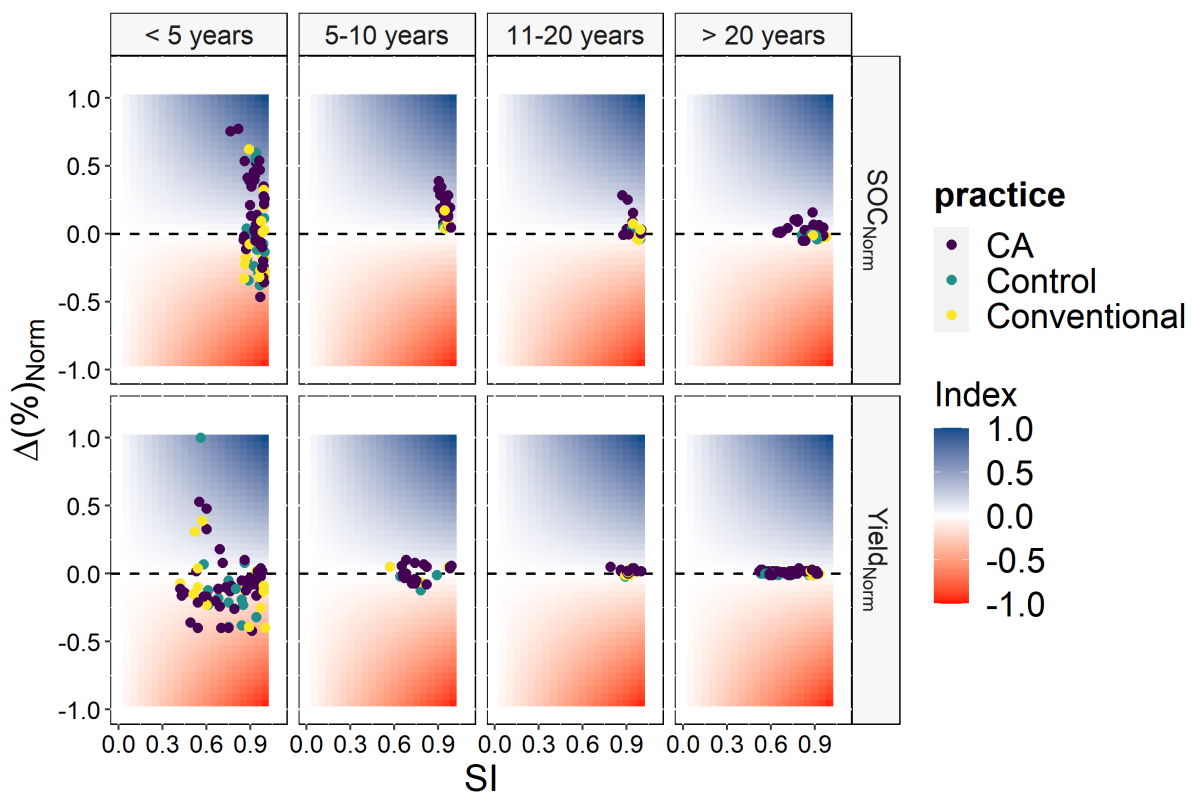 < 5 years
5-10 years
11-20 years
> 20 years
1.0
0.5
0.0
-0.5
-1.0
SOC Norm
1.0
0.5
0.0
-0.5
-1.0
Yield Norm
Δ(%)Norm
0.0 0.3 0.6 0.9
0.0 0.3 0.6 0.9
0.0 0.3 0.6 0.9
0.0 0.3 0.6 0.9
SI
practice
CA
Control
Conventional
Index
1.0
0.5
0.0
-0.5
-1.0